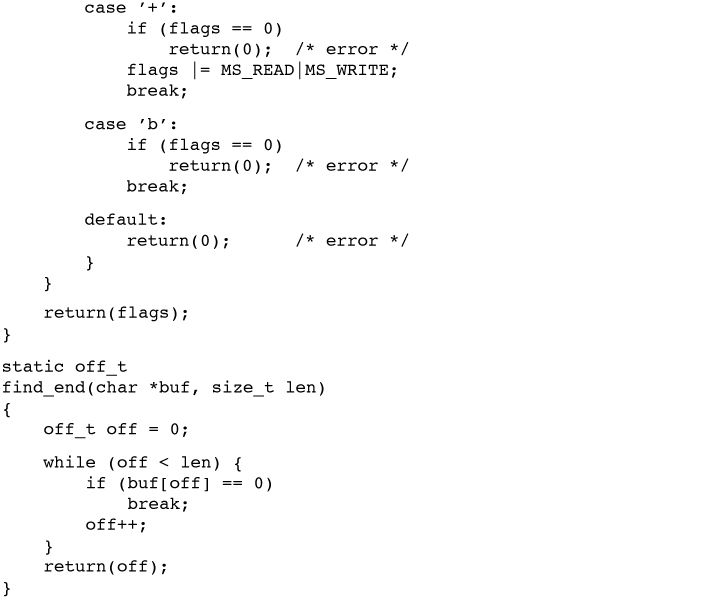 case ’+’:
            if (flags == 0)
                return(0);  /* error */
            flags |= MS_READ|MS_WRITE;
            break;
        case ’b’:
            if (flags == 0)
                return(0);  /* error */
            break;
        default:
            return(0);      /* error */
        }
    }
    return(flags);
}
static off_t
find_end(char *buf, size_t len)
{
    off_t off = 0;
    while (off < len) {
        if (buf[off] == 0)
            break;
        off++;
    }
    return(off);
}